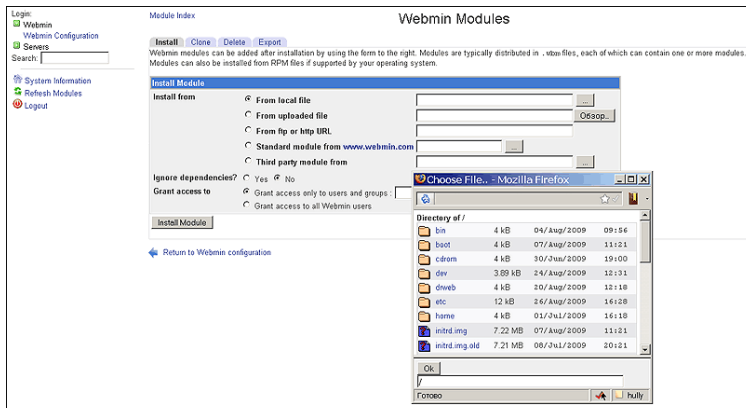 Login:
Webmin
Webmin Configuration
Servers
Search:
System Information
Refresh Modules
Logout
Module Index
Webmin Modules
Install Clone Delete Export
Webmin modules can be added after installation by using the form to the right. Modules are typically distributed in .wbm files, each of which can contain one or more modules.
Modules can also be installed from RPM files if supported by your operating system.
Install Module
Install from
From local file ...
From uploaded file Обзор...
From ftp or http URL
Standard module from www.webmin.com ...
Third party module from ...
Ignore dependencies? Yes No
Grant access to Grant access only to users and groups :
Grant access to all Webmin users
Install Module
Return to Webmin configuration
Choose File.. - Mozilla Firefox
Directory of /
bin 4 kB 04/Aug/2009 09:56
boot 4 kB 07/Aug/2009 11:21
cdrom 4 kB 30/Jun/2009 19:00
dev 3.89 kB 24/Aug/2009 12:31
drweb 4 kB 20/Aug/2009 12:18
etc 12 kB 26/Aug/2009 16:28
home 4 kB 01/Jul/2009 16:18
initrd.img 7.22 MB 07/Aug/2009 11:21
initrd.img.old 7.21 MB 08/Jul/2009 20:21
Ok
/
Готово
hully